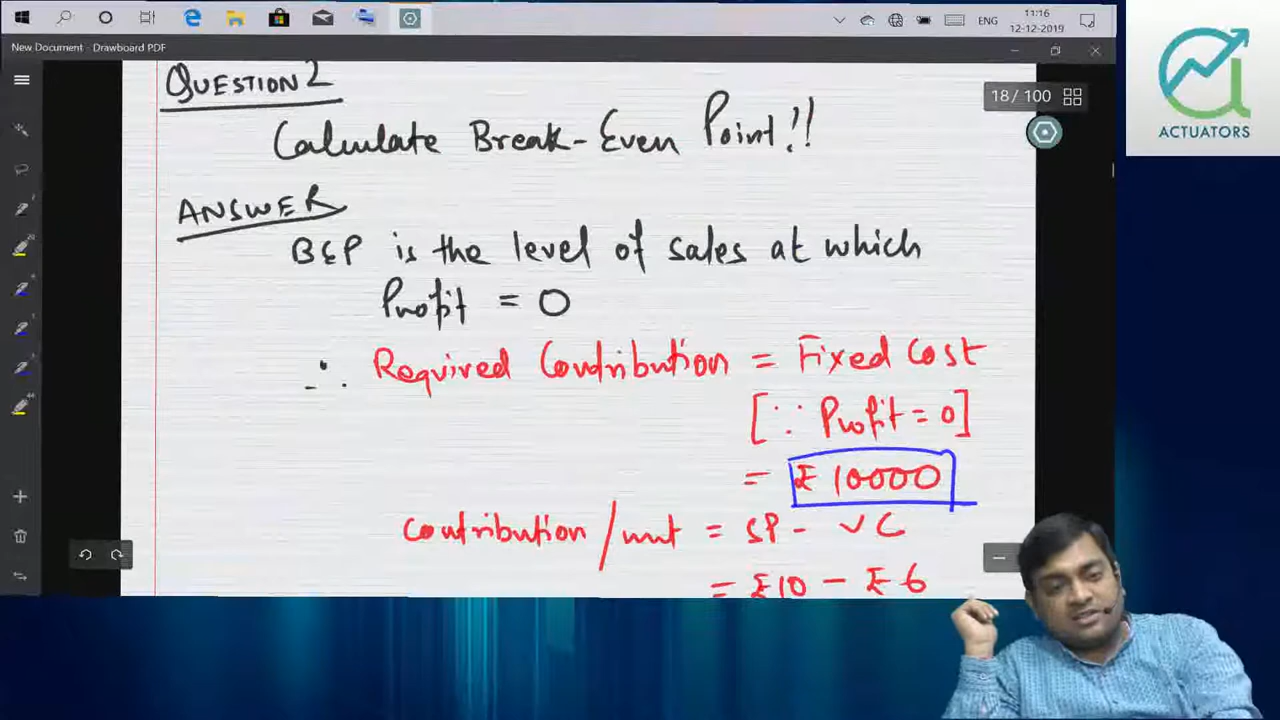 11:16
ENG
12-12-2019
New Document - Drawboard PDF
ACTUATORS
18 / 100
QUESTION 2
Calculate Break-Even Point!!
ANSWER
BEP is the level of sales at which
Profit = 0
∴ Required Contribution = Fixed Cost
[∵ Profit = 0]
= £ 10000
Contribution/unit = SP - VC
= £10 - £6